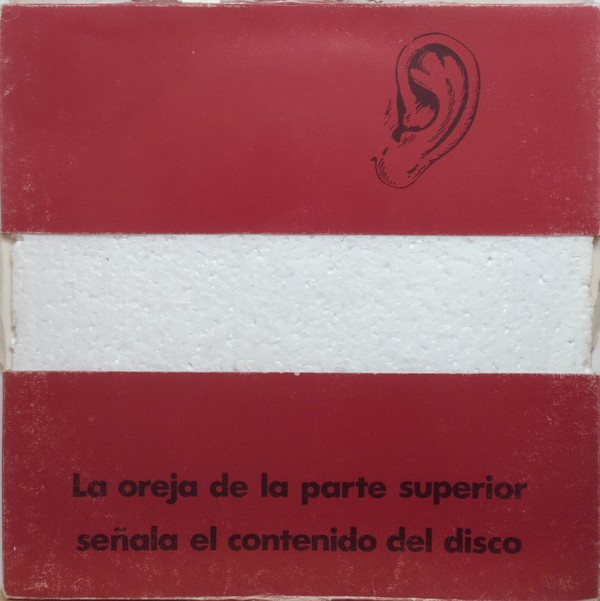 La oreja de la parte superior
señala el contenido del disco